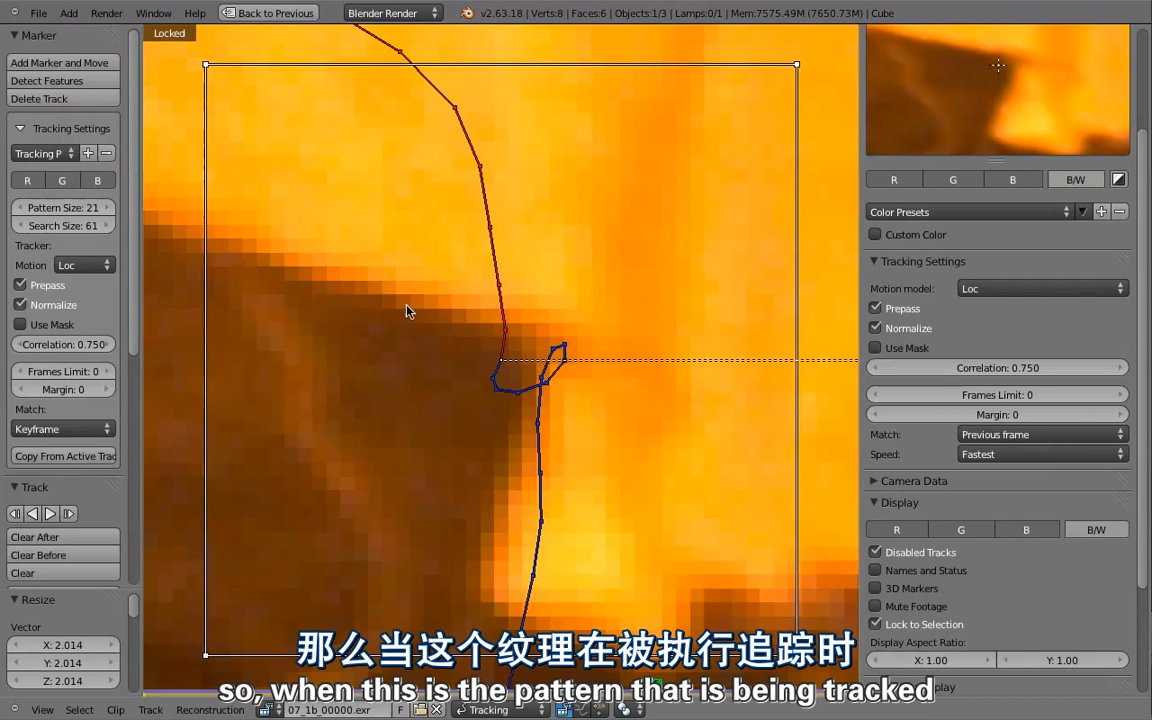 File Add Render Window Help Back to Previous Blender Render v2.63.18 | Verts:8 | Faces:6 | Objects:1/3 | Lamps:0/1 | Mem:7575.49M (7650.73M) | Cube
Marker
Add Marker and Move
Detect Features
Delete Track
Tracking Settings
Tracking P
R G B
Pattern Size: 21
Search Size: 61
Tracker:
Motion Loc
Prepass
Normalize
Use Mask
Correlation: 0.750
Frames Limit: 0
Margin: 0
Match:
Keyframe
Copy From Active Trac
Track
Clear After
Clear Before
Clear
Resize
Vector
X: 2.014
Y: 2.014
Z: 2.014
Locked
R G B B/W
Color Presets
Custom Color
Tracking Settings
Motion model: Loc
Prepass
Normalize
Use Mask
Correlation: 0.750
Frames Limit: 0
Margin: 0
Match: Previous frame
Speed: Fastest
Camera Data
Display
R G B B/W
Disabled Tracks
Names and Status
3D Markers
Mute Footage
Lock to Selection
Display Aspect Ratio:
X: 1.00 Y: 1.00
那么当这个纹理在被执行追踪时
so, when this is the pattern that is being tracked
View Select Clip Track Reconstruction 07_1b_00000.exr F Tracking